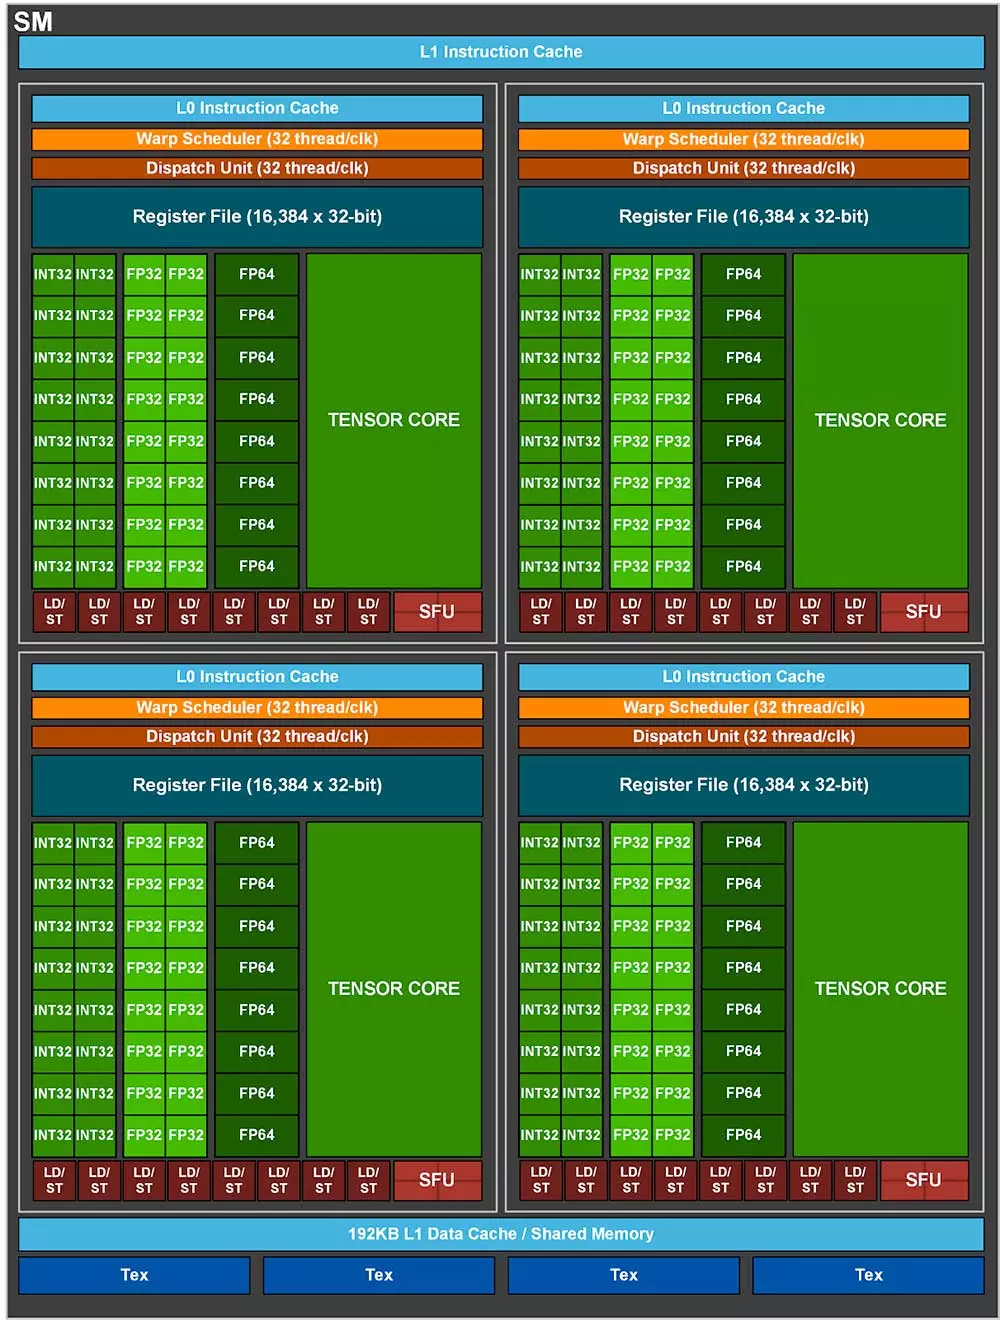 SM
L1 Instruction Cache
L0 Instruction Cache
Warp Scheduler (32 thread/clk)
Dispatch Unit (32 thread/clk)
Register File (16,384 x 32-bit)
INT32 INT32 FP32 FP32 FP64
INT32 INT32 FP32 FP32 FP64
INT32 INT32 FP32 FP32 FP64
INT32 INT32 FP32 FP32 FP64
TENSOR CORE
INT32 INT32 FP32 FP32 FP64
INT32 INT32 FP32 FP32 FP64
INT32 INT32 FP32 FP32 FP64
INT32 INT32 FP32 FP32 FP64
LD/ LD/ LD/ LD/ LD/ LD/ LD/ LD/
ST ST ST ST ST ST ST ST
SFU
L0 Instruction Cache
Warp Scheduler (32 thread/clk)
Dispatch Unit (32 thread/clk)
Register File (16,384 x 32-bit)
INT32 INT32 FP32 FP32 FP64
INT32 INT32 FP32 FP32 FP64
INT32 INT32 FP32 FP32 FP64
INT32 INT32 FP32 FP32 FP64
TENSOR CORE
INT32 INT32 FP32 FP32 FP64
INT32 INT32 FP32 FP32 FP64
INT32 INT32 FP32 FP32 FP64
INT32 INT32 FP32 FP32 FP64
LD/ LD/ LD/ LD/ LD/ LD/ LD/ LD/
ST ST ST ST ST ST ST ST
SFU
L0 Instruction Cache
Warp Scheduler (32 thread/clk)
Dispatch Unit (32 thread/clk)
Register File (16,384 x 32-bit)
INT32 INT32 FP32 FP32 FP64
INT32 INT32 FP32 FP32 FP64
INT32 INT32 FP32 FP32 FP64
INT32 INT32 FP32 FP32 FP64
TENSOR CORE
INT32 INT32 FP32 FP32 FP64
INT32 INT32 FP32 FP32 FP64
INT32 INT32 FP32 FP32 FP64
INT32 INT32 FP32 FP32 FP64
LD/ LD/ LD/ LD/ LD/ LD/ LD/ LD/
ST ST ST ST ST ST ST ST
SFU
L0 Instruction Cache
Warp Scheduler (32 thread/clk)
Dispatch Unit (32 thread/clk)
Register File (16,384 x 32-bit)
INT32 INT32 FP32 FP32 FP64
INT32 INT32 FP32 FP32 FP64
INT32 INT32 FP32 FP32 FP64
INT32 INT32 FP32 FP32 FP64
TENSOR CORE
INT32 INT32 FP32 FP32 FP64
INT32 INT32 FP32 FP32 FP64
INT32 INT32 FP32 FP32 FP64
INT32 INT32 FP32 FP32 FP64
LD/ LD/ LD/ LD/ LD/ LD/ LD/ LD/
ST ST ST ST ST ST ST ST
SFU
192KB L1 Data Cache / Shared Memory
Tex Tex Tex Tex